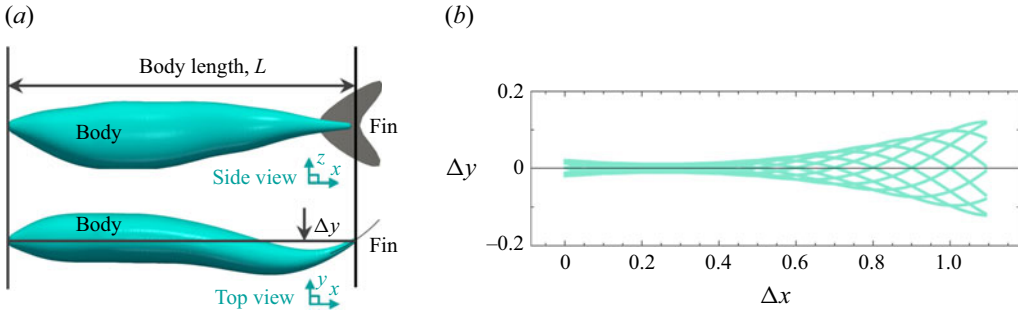 (a)
Body length, L
Body
Fin
z
x
Side view
Body
Δy
Fin
y
x
Top view
(b)
0.2
Δy
0
−0.2
0
0.2
0.4
0.6
0.8
1.0
Δx